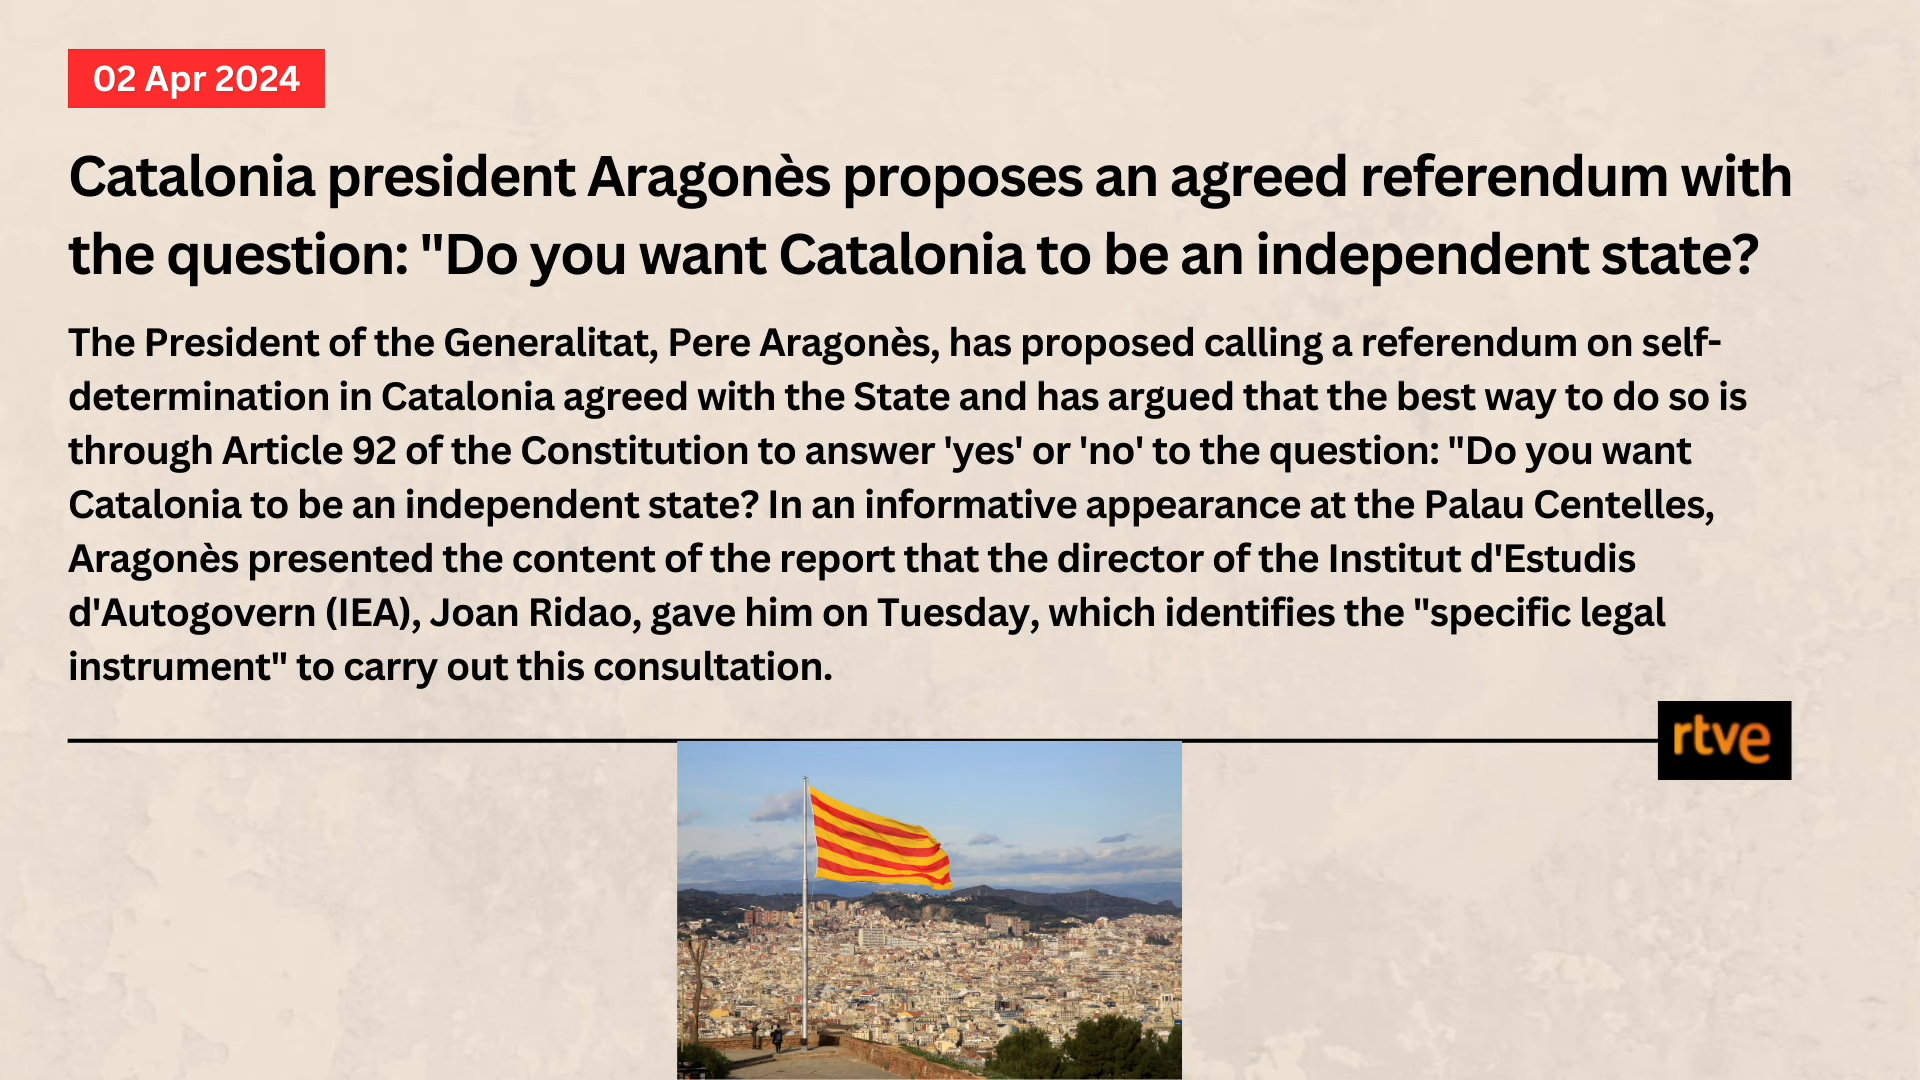 02 Apr 2024
Catalonia president Aragonès proposes an agreed referendum with
the question: "Do you want Catalonia to be an independent state?
The President of the Generalitat, Pere Aragonès, has proposed calling a referendum on self-
determination in Catalonia agreed with the State and has argued that the best way to do so is
through Article 92 of the Constitution to answer 'yes' or 'no' to the question: "Do you want
Catalonia to be an independent state? In an informative appearance at the Palau Centelles,
Aragonès presented the content of the report that the director of the Institut d'Estudis
d'Autogovern (IEA), Joan Ridao, gave him on Tuesday, which identifies the "specific legal
instrument" to carry out this consultation.
rtve